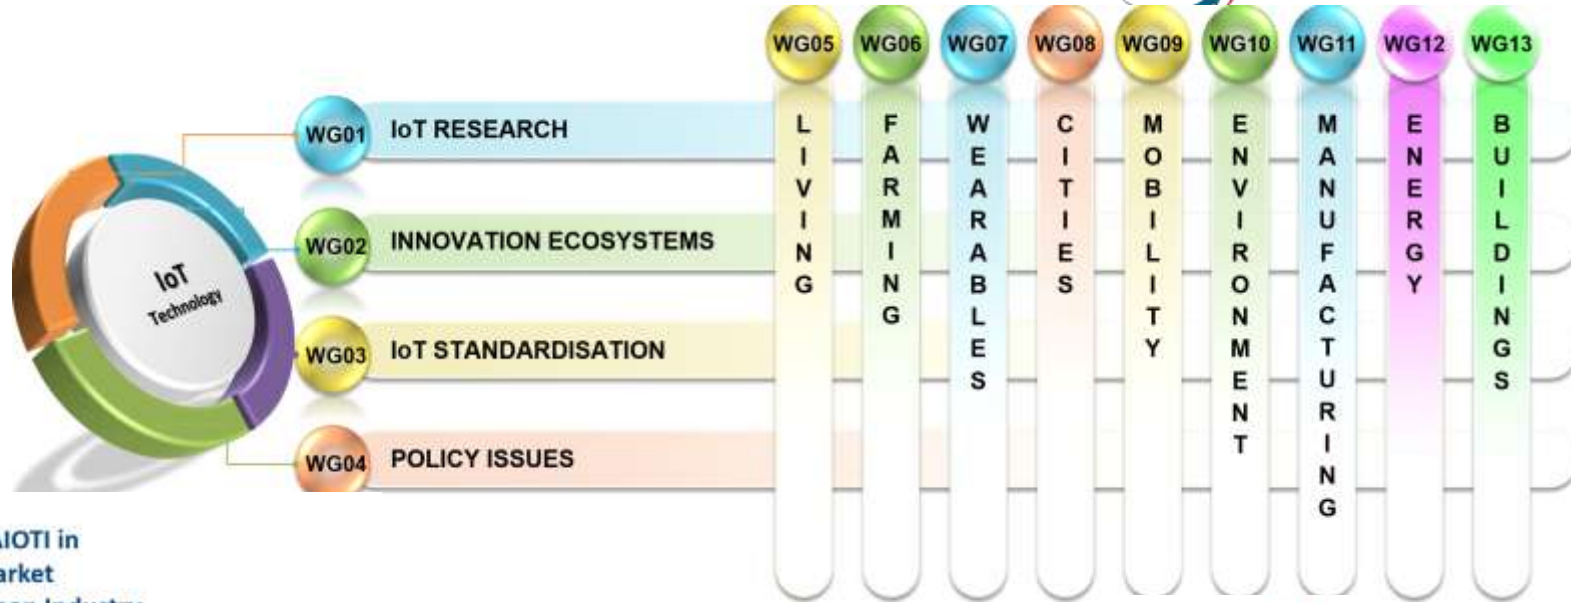 WG05 WG06 WG07 WG08 WG09 WG10 WG11 WG12 WG13
LIVING
FARMING
WEARABLES
CITIES
MOBILITY
ENVIRONMENT
MANUFACTURING
ENERGY
BUILDINGS
WG01 IoT RESEARCH
WG02 INNOVATION ECOSYSTEMS
WG03 IoT STANDARDISATION
WG04 POLICY ISSUES
IoT
Technology
AIOTI in